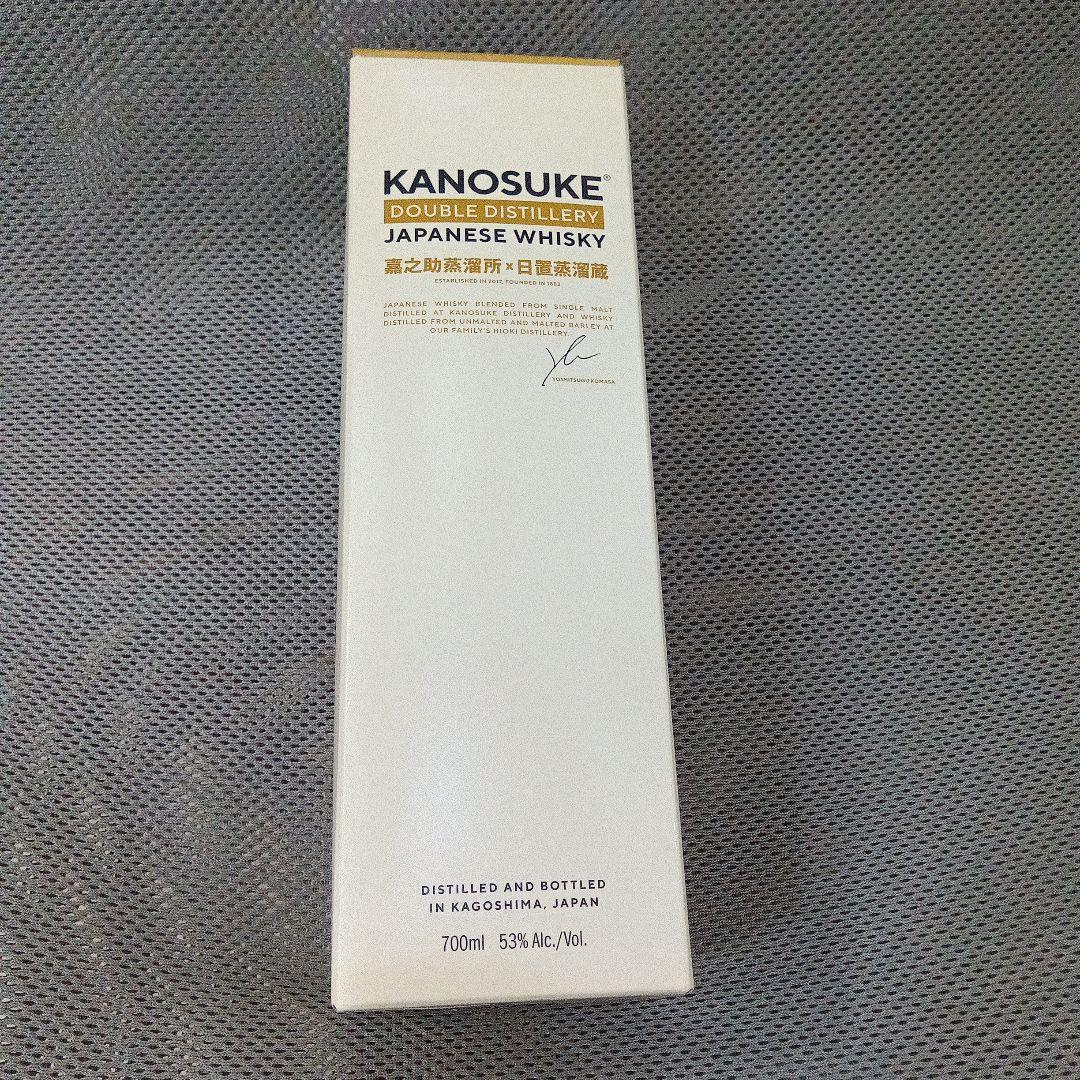 KANOSUKE®
DOUBLE DISTILLERY
JAPANESE WHISKY
嘉之助蒸溜所×日置蒸溜蔵
ESTABLISHED IN 2017, FOUNDED IN 1883
JAPANESE WHISKY BLENDED FROM SINGLE MALT
DISTILLED AT KANOSUKE DISTILLERY AND WHISKY
DISTILLED FROM UNMALTED AND MALTED BARLEY AT
OUR FAMILY'S HIOKI DISTILLERY.
YOSHITSUGU KOMASA
DISTILLED AND BOTTLED
IN KAGOSHIMA, JAPAN
700ml 53% Alc./Vol.